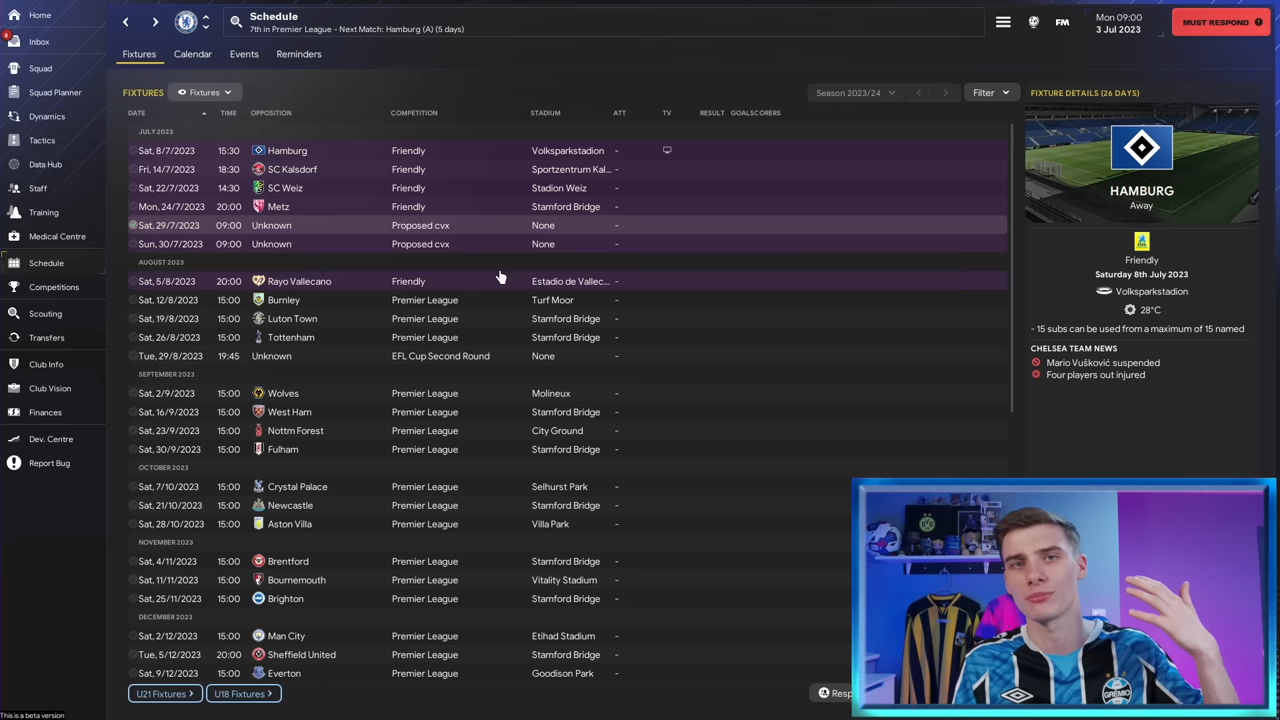 Home
Inbox
Squad
Squad Planner
Dynamics
Tactics
Data Hub
Staff
Training
Medical Centre
Schedule
Competitions
Scouting
Transfers
Club Info
Club Vision
Finances
Dev. Centre
Report Bug
This is a beta version
Schedule
7th in Premier League - Next Match: Hamburg (A) (5 days)
FM
Mon 09:00
3 Jul 2023
MUST RESPOND
Fixtures Calendar Events Reminders
FIXTURES Fixtures Season 2023/24 Filter
DATE TIME OPPOSITION COMPETITION STADIUM ATT TV RESULT GOALSCORERS
JULY 2023
Sat, 8/7/2023 15:30 Hamburg Friendly Volksparkstadion -
Fri, 14/7/2023 18:30 SC Kalsdorf Friendly Sportzentrum Kal... -
Sat, 22/7/2023 14:30 SC Weiz Friendly Stadion Weiz -
Mon, 24/7/2023 20:00 Metz Friendly Stamford Bridge -
Sat, 29/7/2023 09:00 Unknown Proposed cvx None -
Sun, 30/7/2023 09:00 Unknown Proposed cvx None -
AUGUST 2023
Sat, 5/8/2023 20:00 Rayo Vallecano Friendly Estadio de Vallec... -
Sat, 12/8/2023 15:00 Burnley Premier League Turf Moor -
Sat, 19/8/2023 15:00 Luton Town Premier League Stamford Bridge -
Sat, 26/8/2023 15:00 Tottenham Premier League Stamford Bridge -
Tue, 29/8/2023 19:45 Unknown EFL Cup Second Round None -
SEPTEMBER 2023
Sat, 2/9/2023 15:00 Wolves Premier League Molineux -
Sat, 16/9/2023 15:00 West Ham Premier League Stamford Bridge -
Sat, 23/9/2023 15:00 Nottm Forest Premier League City Ground -
Sat, 30/9/2023 15:00 Fulham Premier League Stamford Bridge -
OCTOBER 2023
Sat, 7/10/2023 15:00 Crystal Palace Premier League Selhurst Park -
Sat, 21/10/2023 15:00 Newcastle Premier League Stamford Bridge -
Sat, 28/10/2023 15:00 Aston Villa Premier League Villa Park -
NOVEMBER 2023
Sat, 4/11/2023 15:00 Brentford Premier League Stamford Bridge -
Sat, 11/11/2023 15:00 Bournemouth Premier League Vitality Stadium -
Sat, 25/11/2023 15:00 Brighton Premier League Stamford Bridge -
DECEMBER 2023
Sat, 2/12/2023 15:00 Man City Premier League Etihad Stadium -
Tue, 5/12/2023 20:00 Sheffield United Premier League Stamford Bridge -
Sat, 9/12/2023 15:00 Everton Premier League Goodison Park -
U21 Fixtures U18 Fixtures
Resp
FIXTURE DETAILS (26 DAYS)
HAMBURG
Away
Friendly
Saturday 8th July 2023
Volksparkstadion
28°C
- 15 subs can be used from a maximum of 15 named
CHELSEA TEAM NEWS
Mario Vušković suspended
Four players out injured
GRÊMIO